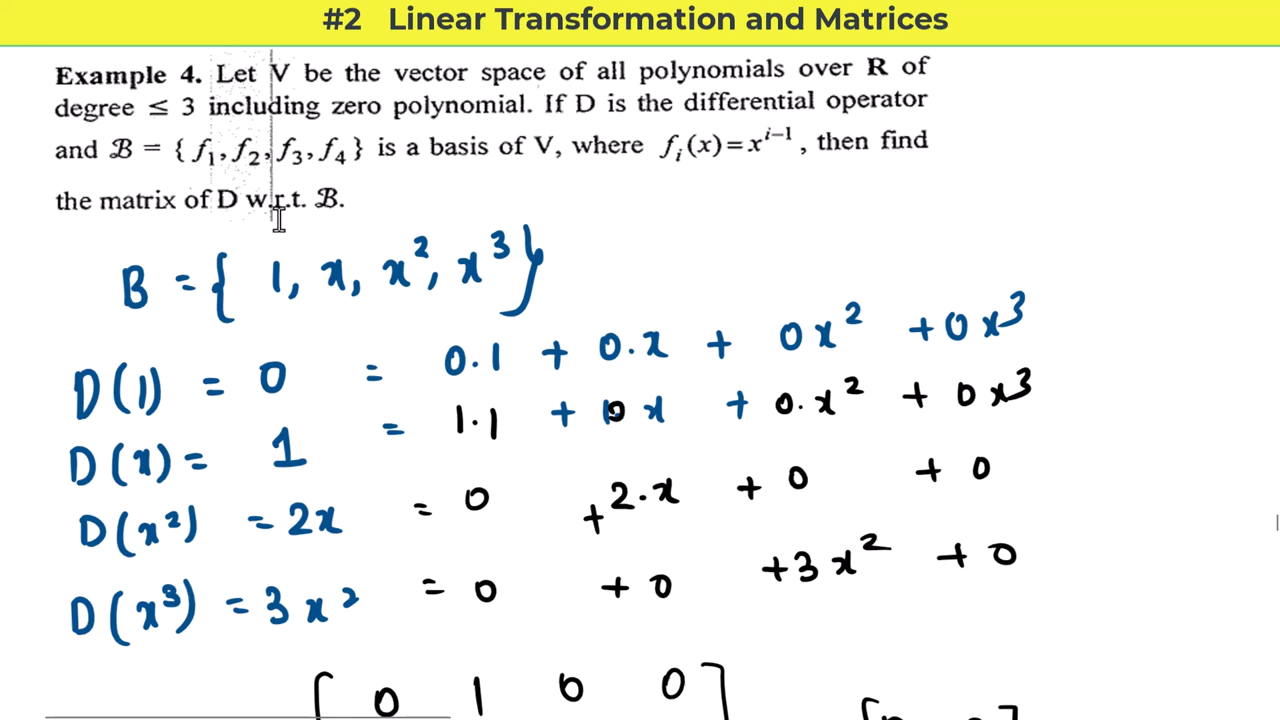 #2 Linear Transformation and Matrices
Example 4. Let V be the vector space of all polynomials over R of
degree ≤ 3 including zero polynomial. If D is the differential operator
and ℬ = { f₁, f₂, f₃, f₄ } is a basis of V, where fᵢ(x)=xⁱ⁻¹, then find
the matrix of D w.r.t. ℬ.
B = { 1, x, x², x³ }
D(1) = 0 = 0.1 + 0.x + 0x² + 0x³
D(x) = 1 = 1.1 + 0x + 0.x² + 0x³
D(x²) = 2x = 0 + 2.x + 0 + 0
D(x³) = 3x² = 0 + 0 + 3x² + 0
[ 0 1 0 0 ]